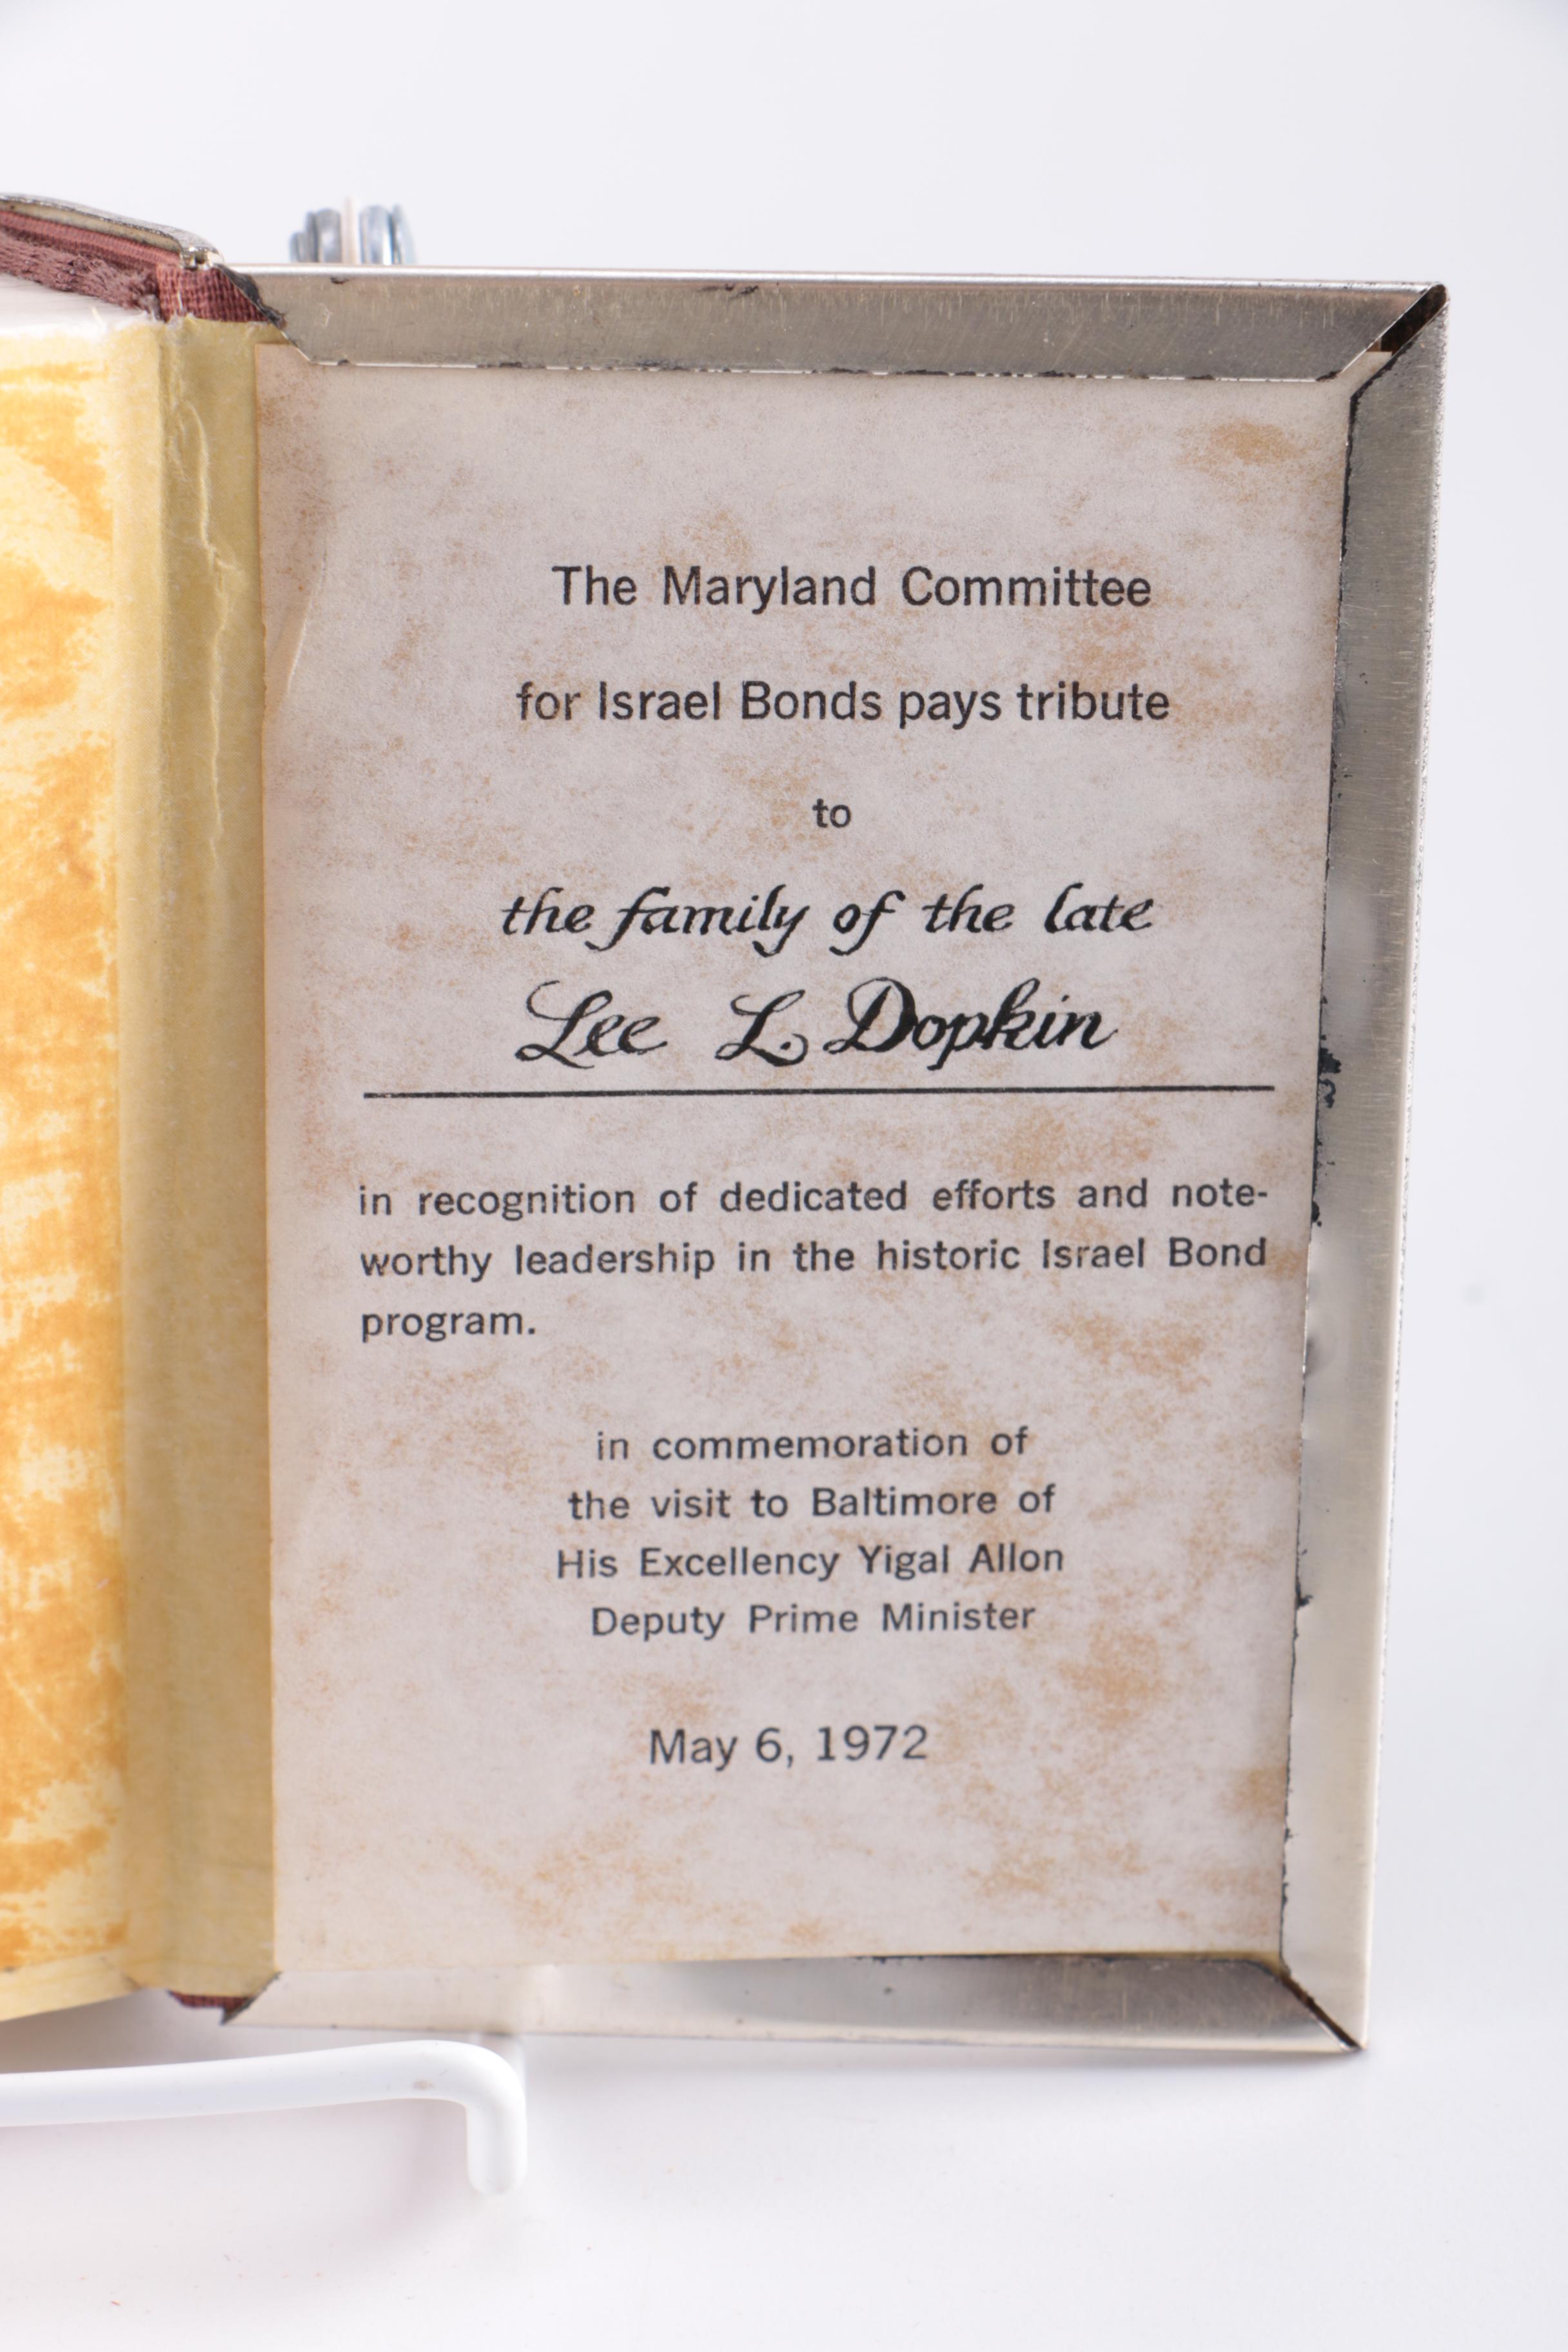 The Maryland Committee
for Israel Bonds pays tribute
to
the family of the late
Lee L. Dopkin
in recognition of dedicated efforts and note-
worthy leadership in the historic Israel Bond
program.
in commemoration of
the visit to Baltimore of
His Excellency Yigal Allon
Deputy Prime Minister
May 6, 1972